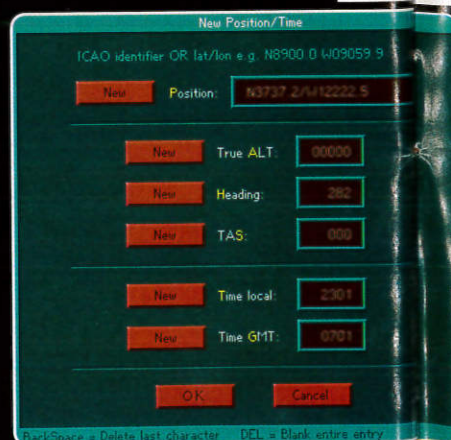 New Position/Time
ICAO identifier OR lat/lon e.g. N8900.0 W09059.9
New Position: N3737.2/W12222.5
New True ALT: 00000
New Heading: 282
New TAS: 000
New Time local: 2301
New Time GMT: 0701
OK Cancel
BackSpace = Delete last character DEL = Blank entire entry